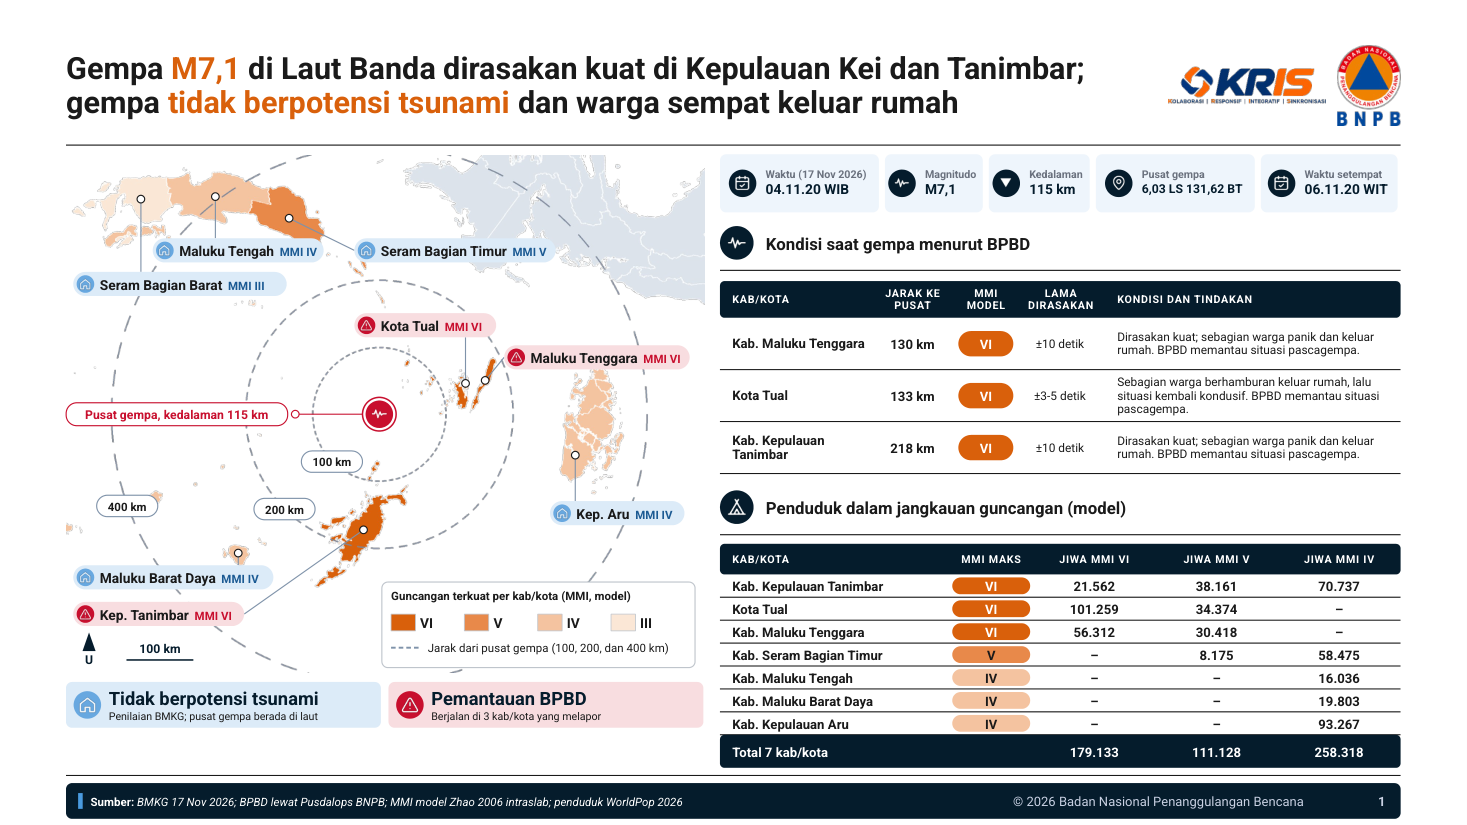 Gempa M7,1 di Laut Banda dirasakan kuat di Kepulauan Kei dan Tanimbar;
gempa tidak berpotensi tsunami dan warga sempat keluar rumah
KRIS
KOLABORASI | RESPONSIF | INTEGRATIF | SINKRONISASI
BADAN NASIONAL
PENANGGULANGAN BENCANA
BNPB
Maluku Tengah MMI IV
Seram Bagian Timur MMI V
Seram Bagian Barat MMI III
Kota Tual MMI VI
Maluku Tenggara MMI VI
Pusat gempa, kedalaman 115 km
100 km
400 km
200 km
Kep. Aru MMI IV
Maluku Barat Daya MMI IV
Kep. Tanimbar MMI VI
U
100 km
Guncangan terkuat per kab/kota (MMI, model)
VI V IV III
Jarak dari pusat gempa (100, 200, dan 400 km)
Tidak berpotensi tsunami
Penilaian BMKG; pusat gempa berada di laut
Pemantauan BPBD
Berjalan di 3 kab/kota yang melapor
Waktu (17 Nov 2026)
04.11.20 WIB
Magnitudo
M7,1
Kedalaman
115 km
Pusat gempa
6,03 LS 131,62 BT
Waktu setempat
06.11.20 WIT
Kondisi saat gempa menurut BPBD
KAB/KOTA JARAK KE PUSAT MMI MODEL LAMA DIRASAKAN KONDISI DAN TINDAKAN
Kab. Maluku Tenggara 130 km VI ±10 detik Dirasakan kuat; sebagian warga panik dan keluar
rumah. BPBD memantau situasi pascagempa.
Kota Tual 133 km VI ±3-5 detik Sebagian warga berhamburan keluar rumah, lalu
situasi kembali kondusif. BPBD memantau situasi
pascagempa.
Kab. Kepulauan Tanimbar 218 km VI ±10 detik Dirasakan kuat; sebagian warga panik dan keluar
rumah. BPBD memantau situasi pascagempa.
Penduduk dalam jangkauan guncangan (model)
KAB/KOTA MMI MAKS JIWA MMI VI JIWA MMI V JIWA MMI IV
Kab. Kepulauan Tanimbar VI 21.562 38.161 70.737
Kota Tual VI 101.259 34.374 –
Kab. Maluku Tenggara VI 56.312 30.418 –
Kab. Seram Bagian Timur V – 8.175 58.475
Kab. Maluku Tengah IV – – 16.036
Kab. Maluku Barat Daya IV – – 19.803
Kab. Kepulauan Aru IV – – 93.267
Total 7 kab/kota 179.133 111.128 258.318
Sumber: BMKG 17 Nov 2026; BPBD lewat Pusdalops BNPB; MMI model Zhao 2006 intraslab; penduduk WorldPop 2026
© 2026 Badan Nasional Penanggulangan Bencana 1